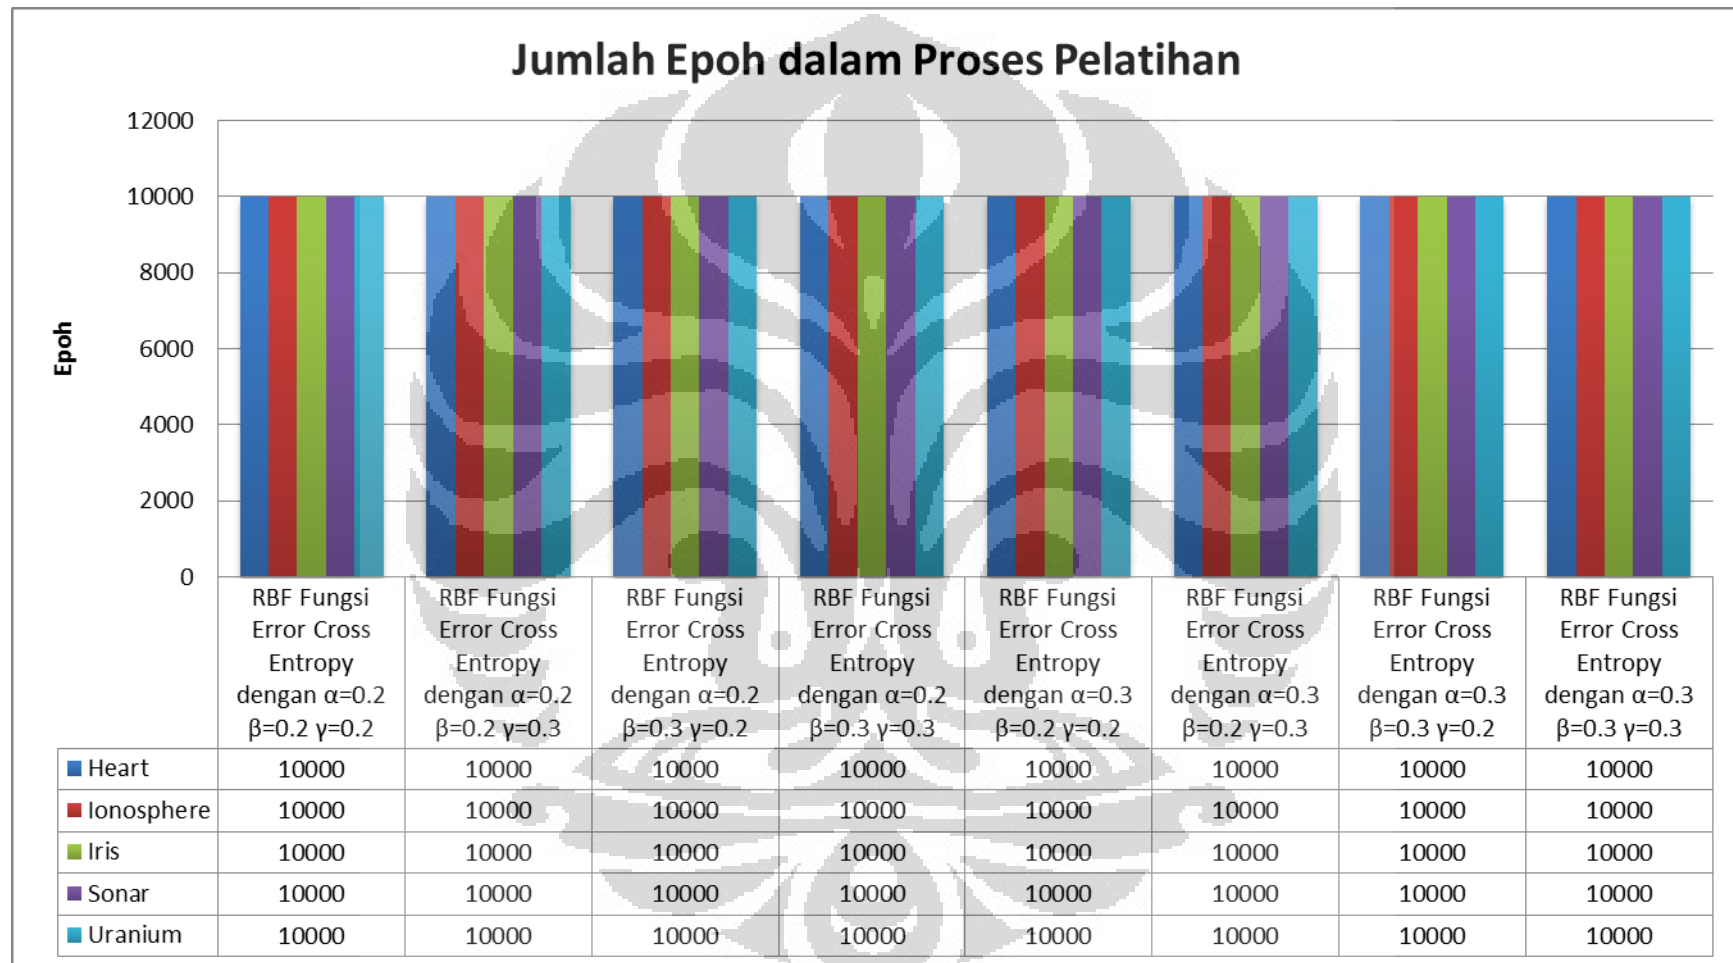 Jumlah Epoh dalam Proses Pelatihan
12000
10000
8000
6000
4000
2000
0
Epoh
RBF Fungsi
Error Cross
Entropy
dengan α=0.2
β=0.2 γ=0.2
RBF Fungsi
Error Cross
Entropy
dengan α=0.2
β=0.2 γ=0.3
RBF Fungsi
Error Cross
Entropy
dengan α=0.2
β=0.3 γ=0.2
RBF Fungsi
Error Cross
Entropy
dengan α=0.2
β=0.3 γ=0.3
RBF Fungsi
Error Cross
Entropy
dengan α=0.3
β=0.2 γ=0.2
RBF Fungsi
Error Cross
Entropy
dengan α=0.3
β=0.2 γ=0.3
RBF Fungsi
Error Cross
Entropy
dengan α=0.3
β=0.3 γ=0.2
RBF Fungsi
Error Cross
Entropy
dengan α=0.3
β=0.3 γ=0.3
Heart 10000 10000 10000 10000 10000 10000 10000 10000
Ionosphere 10000 10000 10000 10000 10000 10000 10000 10000
Iris 10000 10000 10000 10000 10000 10000 10000 10000
Sonar 10000 10000 10000 10000 10000 10000 10000 10000
Uranium 10000 10000 10000 10000 10000 10000 10000 10000